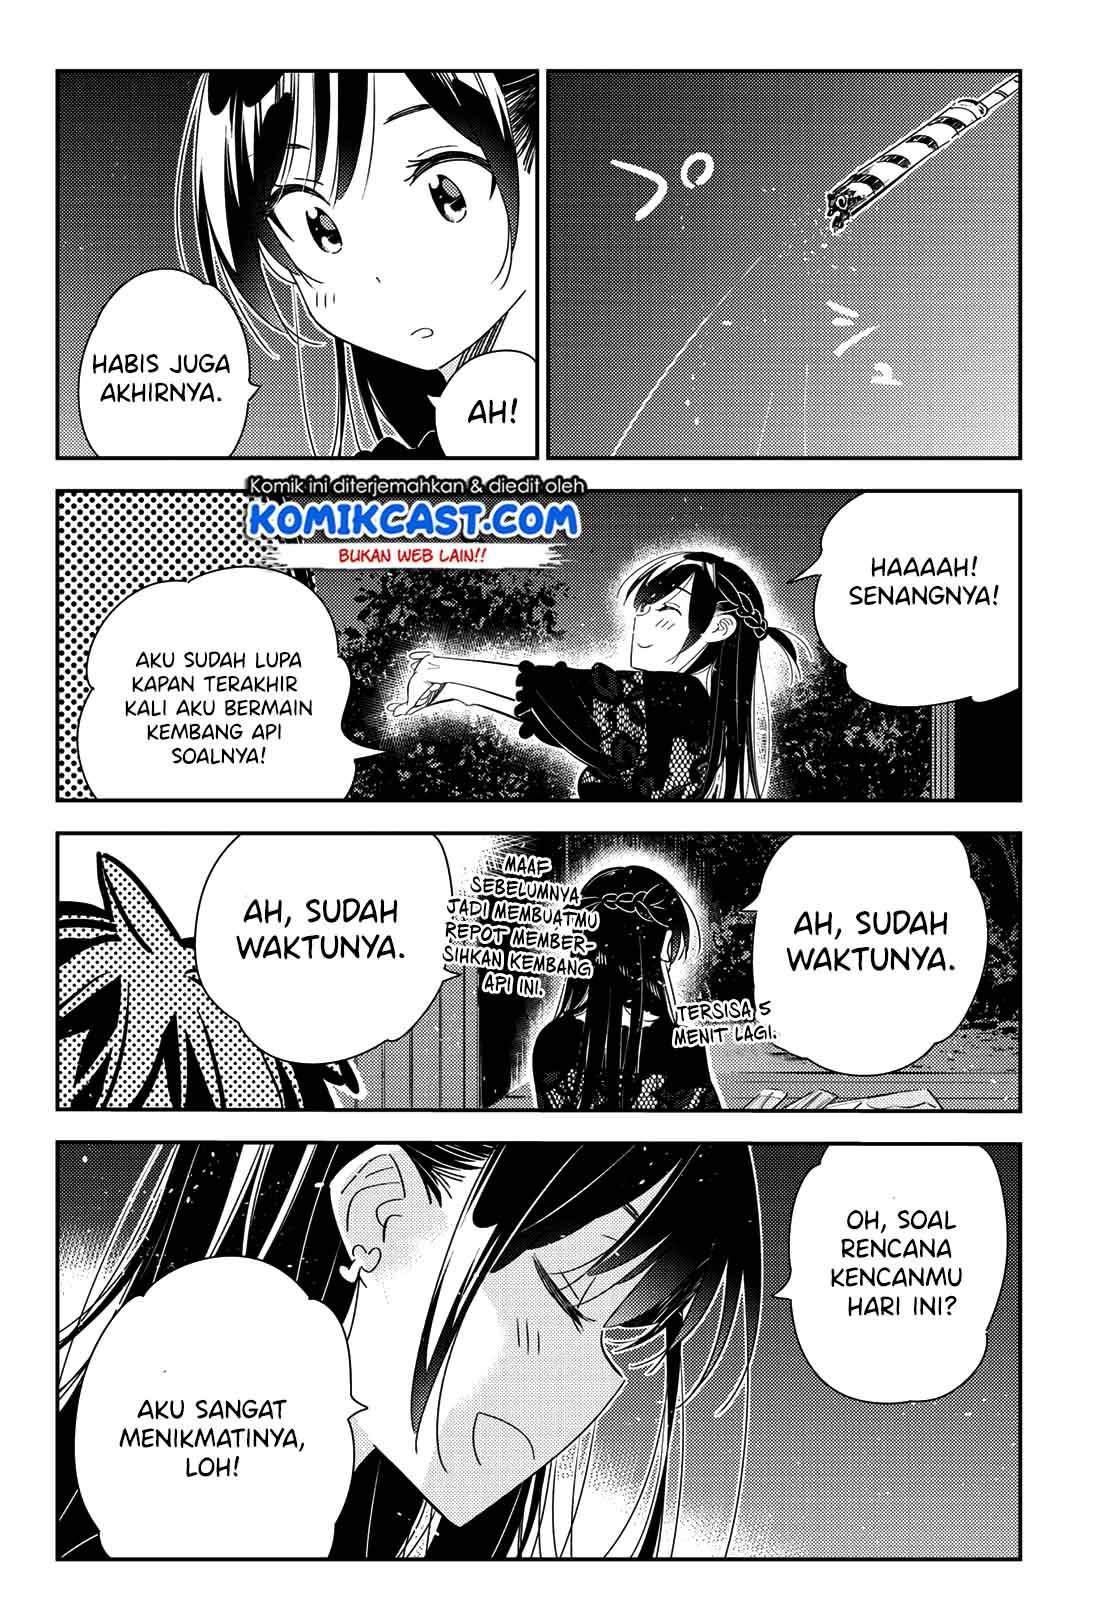 AH!
HABIS JUGA
AKHIRNYA.
Komik ini diterjemahkan & diedit oleh
KOMIKCAST.COM
BUKAN WEB LAIN!!
HAAAAH!
SENANGNYA!
AKU SUDAH LUPA
KAPAN TERAKHIR
KALI AKU BERMAIN
KEMBANG API
SOALNYA!
AH, SUDAH
WAKTUNYA.
TERSISA 5
MENIT LAGI.
MAAF
SEBELUMNYA
JADI MEMBUATMU
REPOT MEMBER-
SIHKAN KEMBANG
API INI.
AH, SUDAH
WAKTUNYA.
OH, SOAL
RENCANA
KENCANMU
HARI INI?
AKU SANGAT
MENIKMATINYA,
LOH!